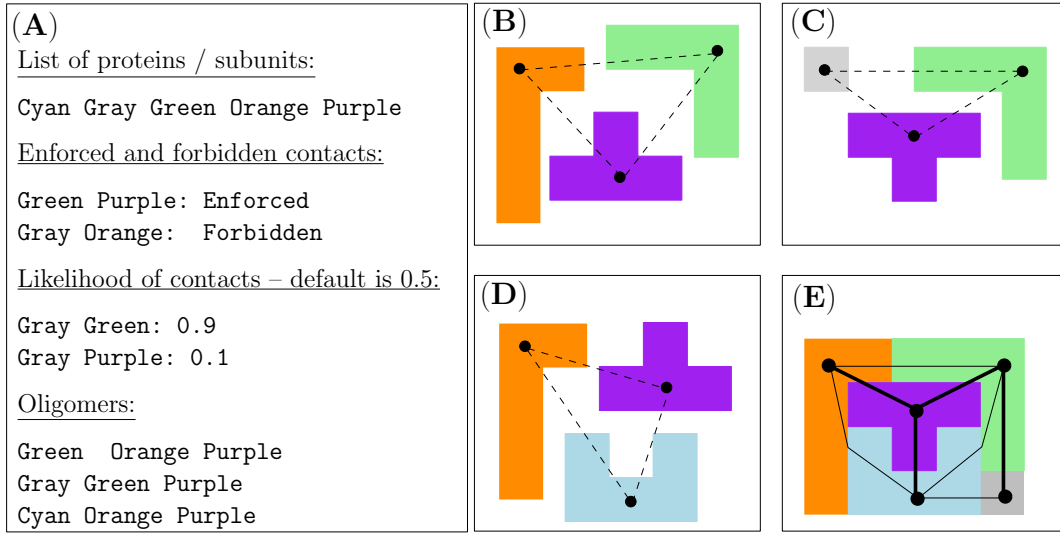 (A)
List of proteins / subunits:
Cyan Gray Green Orange Purple
Enforced and forbidden contacts:
Green Purple: Enforced
Gray Orange: Forbidden
Likelihood of contacts – default is 0.5:
Gray Green: 0.9
Gray Purple: 0.1
Oligomers:
Green Orange Purple
Gray Green Purple
Cyan Orange Purple
(B)
(C)
(D)
(E)